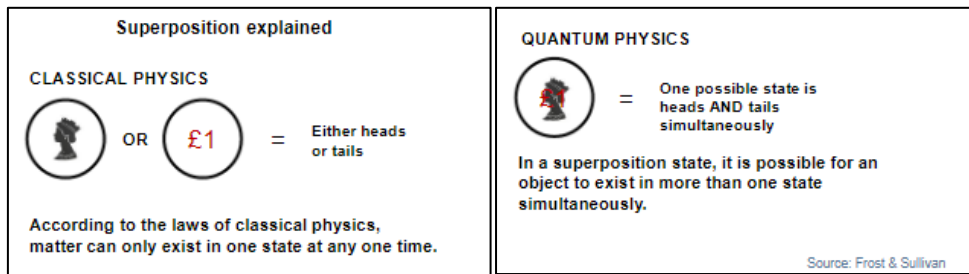 Superposition explained
CLASSICAL PHYSICS
OR £1 = Either heads
or tails
According to the laws of classical physics,
matter can only exist in one state at any one time.
QUANTUM PHYSICS
£1 = One possible state is
heads AND tails
simultaneously
In a superposition state, it is possible for an
object to exist in more than one state
simultaneously.
Source: Frost & Sullivan